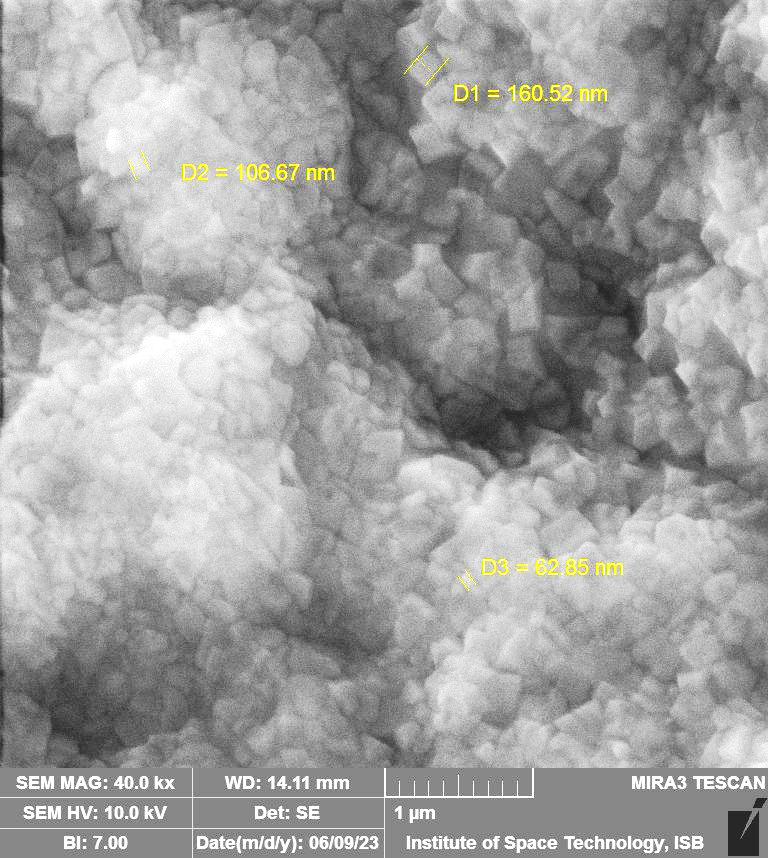 D1 = 160.52 nm
D2 = 106.67 nm
D3 = 62.85 nm
SEM MAG: 40.0 kx WD: 14.11 mm MIRA3 TESCAN
SEM HV: 10.0 kV Det: SE 1 µm
BI: 7.00 Date(m/d/y): 06/09/23 Institute of Space Technology, ISB